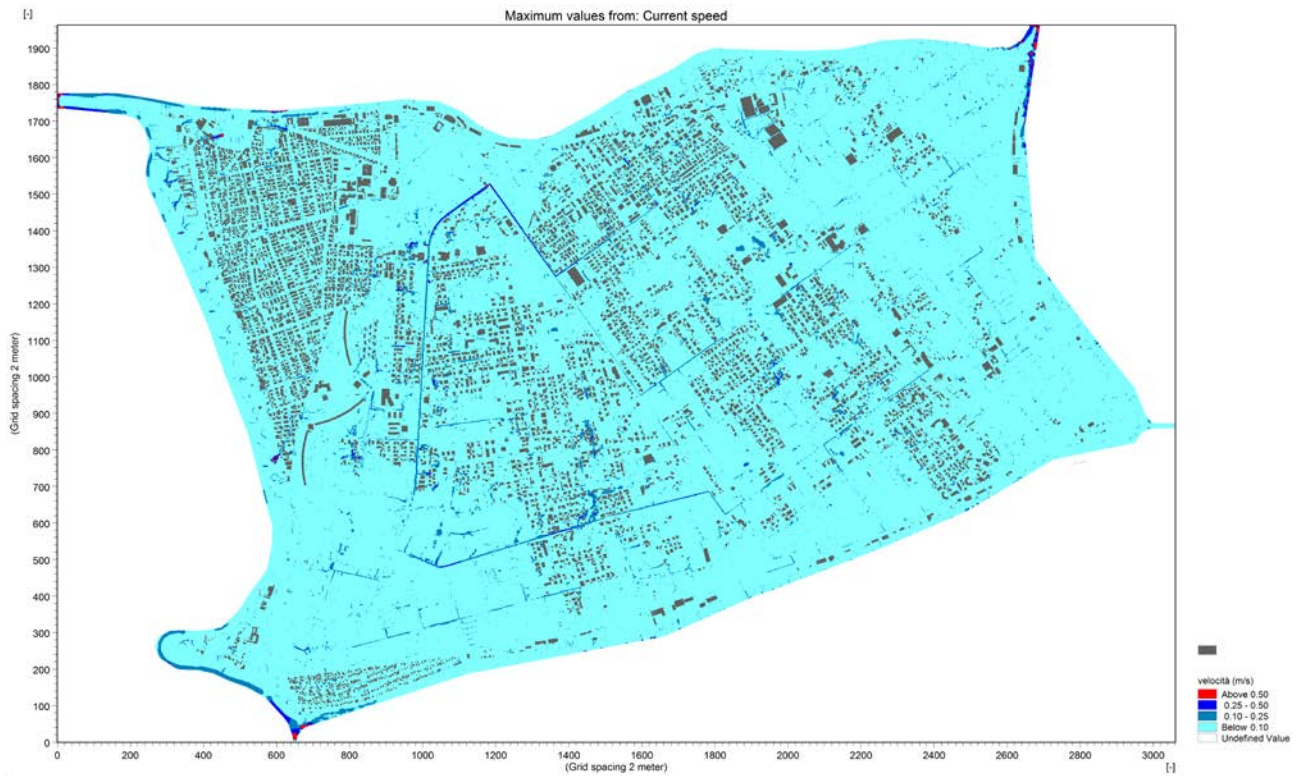 [-]
Maximum values from: Current speed
1900
1800
1700
1600
1500
1400
1300
1200
1100
1000
900
800
700
600
500
400
300
200
100
0
(Grid spacing 2 meter)
0 200 400 600 800 1000 1200 1400 1600 1800 2000 2200 2400 2600 2800 3000
(Grid spacing 2 meter)
[-]
velocità (m/s)
Above 0.50
0.25 - 0.50
0.10 - 0.25
Below 0.10
Undefined Value